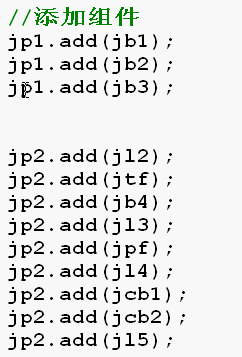 //添加组件
jp1.add(jb1);
jp1.add(jb2);
jp1.add(jb3);
jp2.add(jl2);
jp2.add(jtf);
jp2.add(jb4);
jp2.add(jl3);
jp2.add(jpf);
jp2.add(jl4);
jp2.add(jcb1);
jp2.add(jcb2);
jp2.add(jl5);